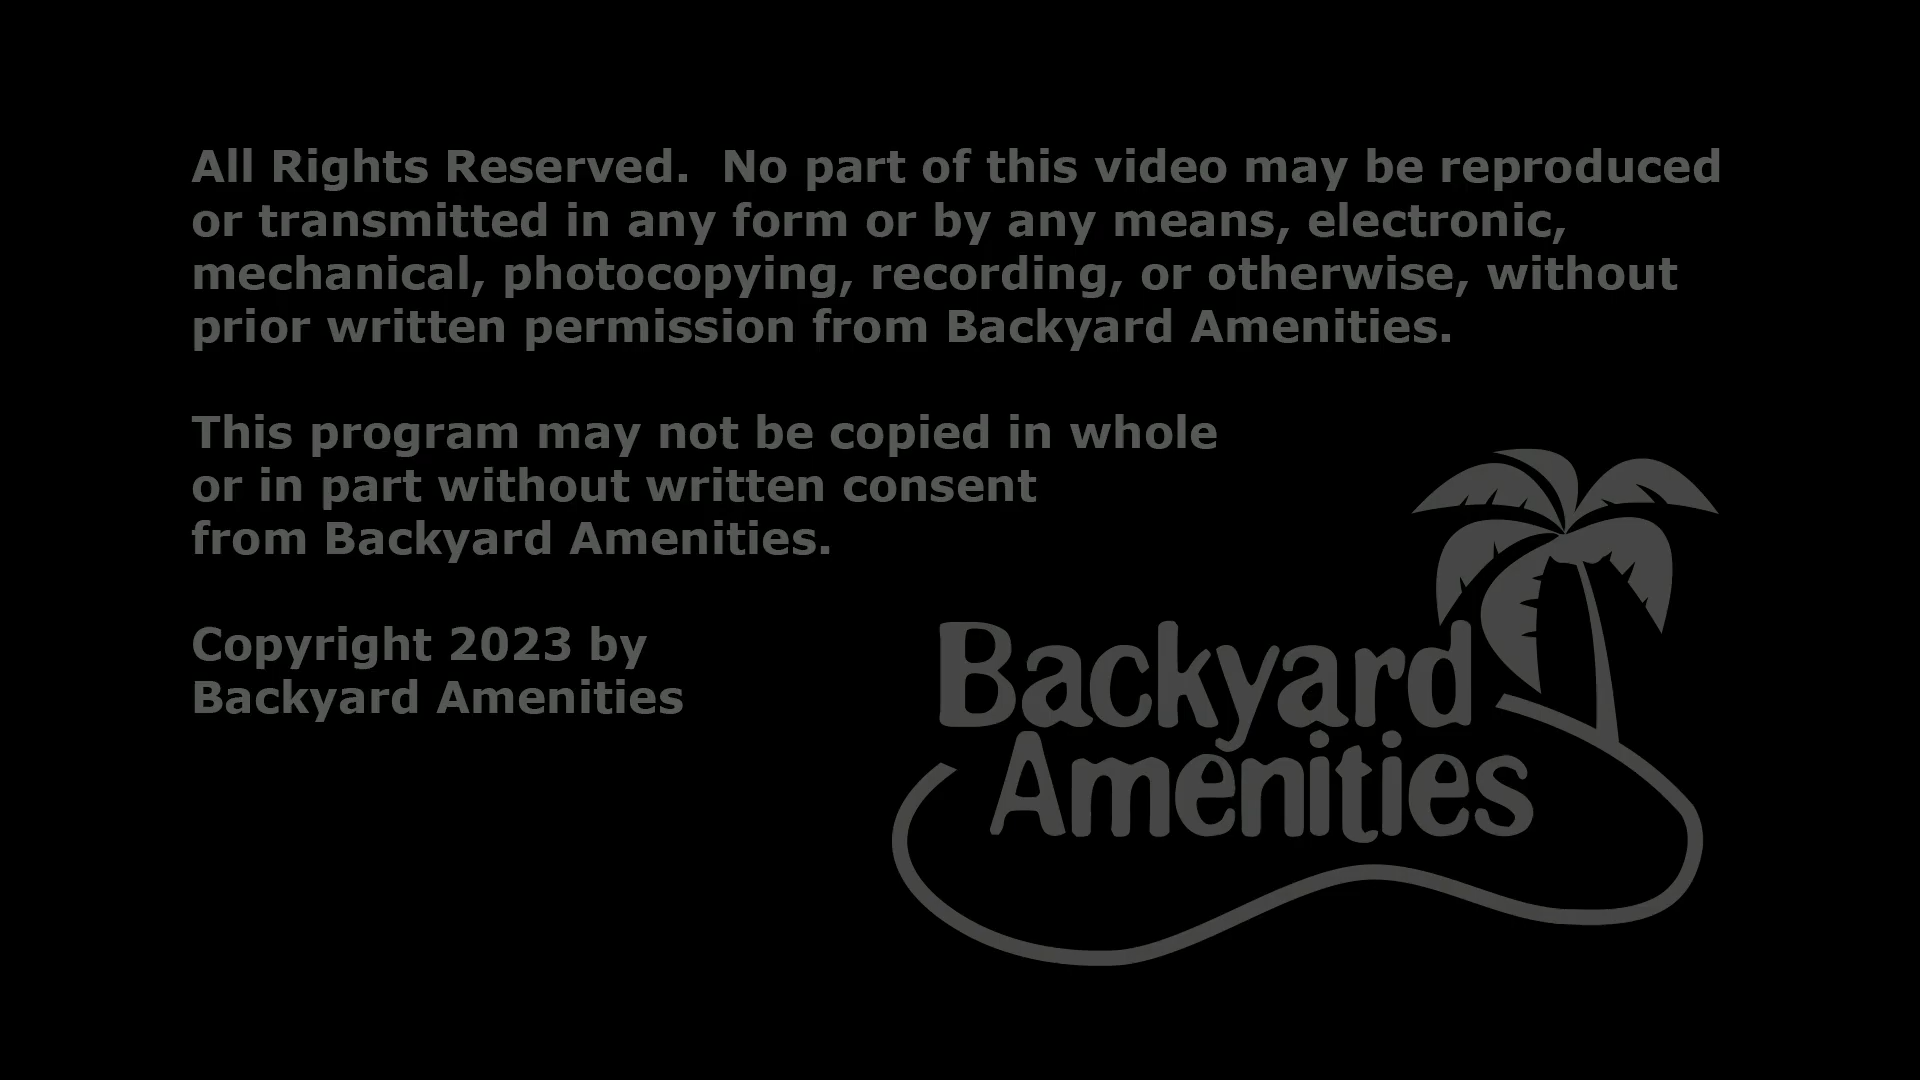 All Rights Reserved.  No part of this video may be reproduced
or transmitted in any form or by any means, electronic,
mechanical, photocopying, recording, or otherwise, without
prior written permission from Backyard Amenities.
This program may not be copied in whole
or in part without written consent
from Backyard Amenities.
Copyright 2023 by
Backyard Amenities
Backyard
Amenities